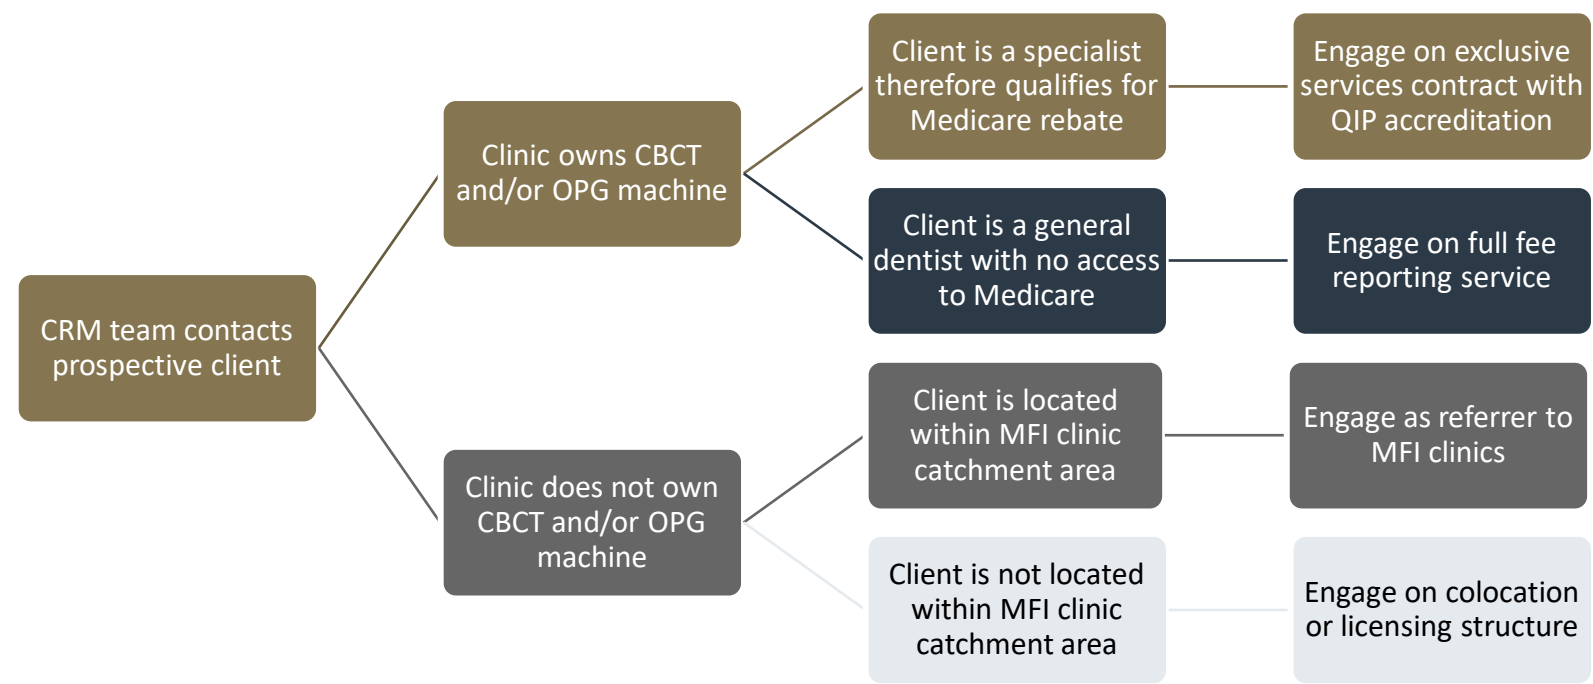 CRM team contacts
prospective client
Clinic owns CBCT
and/or OPG machine
Clinic does not own
CBCT and/or OPG
machine
Client is a specialist
therefore qualifies for
Medicare rebate
Engage on exclusive
services contract with
QIP accreditation
Client is a general
dentist with no access
to Medicare
Engage on full fee
reporting service
Client is located
within MFI clinic
catchment area
Engage as referrer to
MFI clinics
Client is not located
within MFI clinic
catchment area
Engage on colocation
or licensing structure